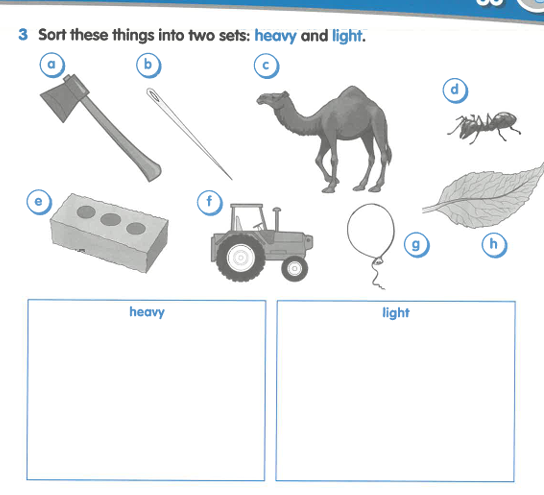 3 Sort these things into two sets: heavy and light.
a
b
c
d
e
f
g
h
heavy
light